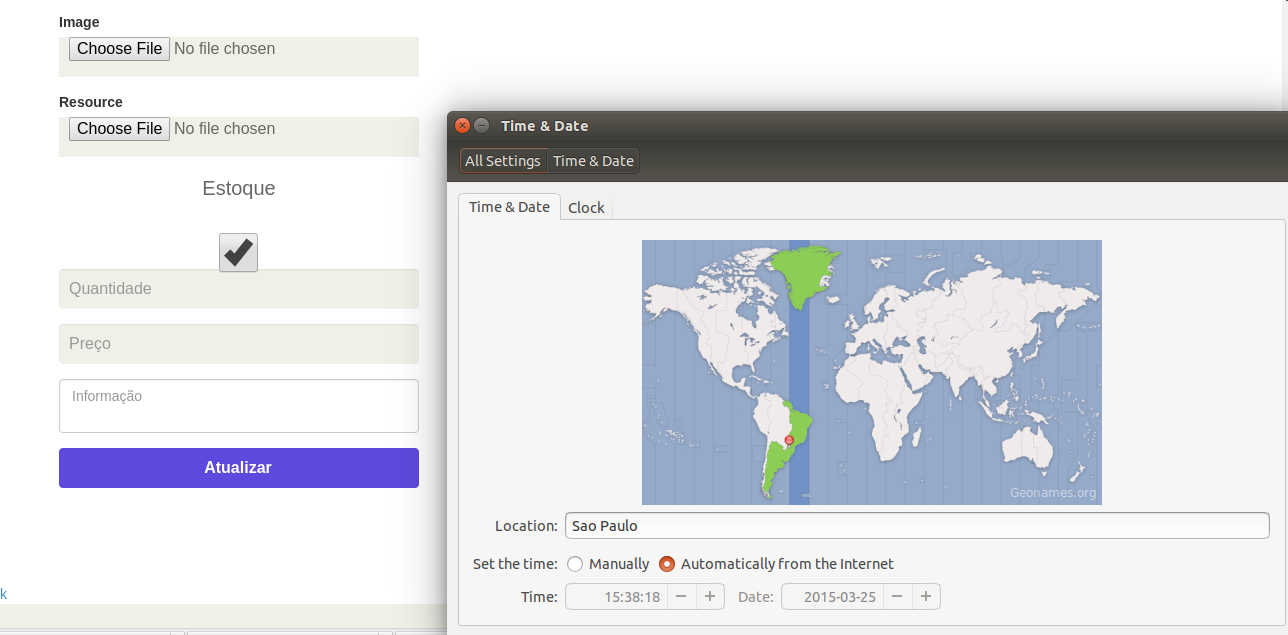 Image
Choose File No file chosen
Resource
Choose File No file chosen
Estoque
Quantidade
Preço
Informação
Atualizar
k
Time & Date
All Settings Time & Date
Time & Date Clock
Geonames.org
Location: Sao Paulo
Set the time: Manually Automatically from the Internet
Time: 15:38:18 − + Date: 2015-03-25 − +